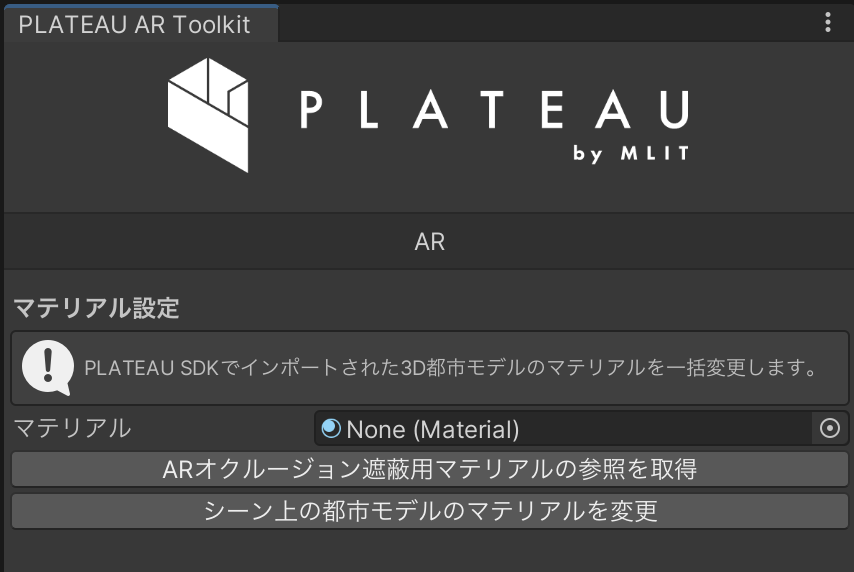 PLATEAU AR Toolkit
PLATEAU
by MLIT
AR
マテリアル設定
PLATEAU SDKでインポートされた3D都市モデルのマテリアルを一括変更します。
マテリアル None (Material)
ARオクルージョン遮蔽用マテリアルの参照を取得
シーン上の都市モデルのマテリアルを変更